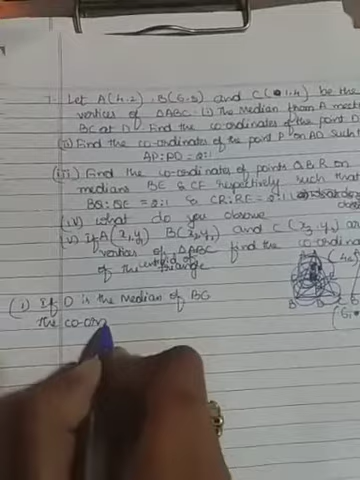 7. Let A(4,2), B(6,5) and C(1,4) be the
vertices of △ABC. (i) The Median from A meet
BC at D. Find the co-ordinates of the point D
(ii) Find the co-ordinates of the point P on AD such
AP:PD = 2:1
(iii) Find the co-ordinates of points Q & R on
medians BE & CF respectively such that
BQ:QE = 2:1 & CR:RF = 2:1
(iv) What do you observe
(v) If A(x₁,y₁) B(x₂,y₂) and C(x₃,y₃) are
vertices of △ABC find the co-ordina
of the centroid of
triangle
(i) If D is the Median of BC
The co-or